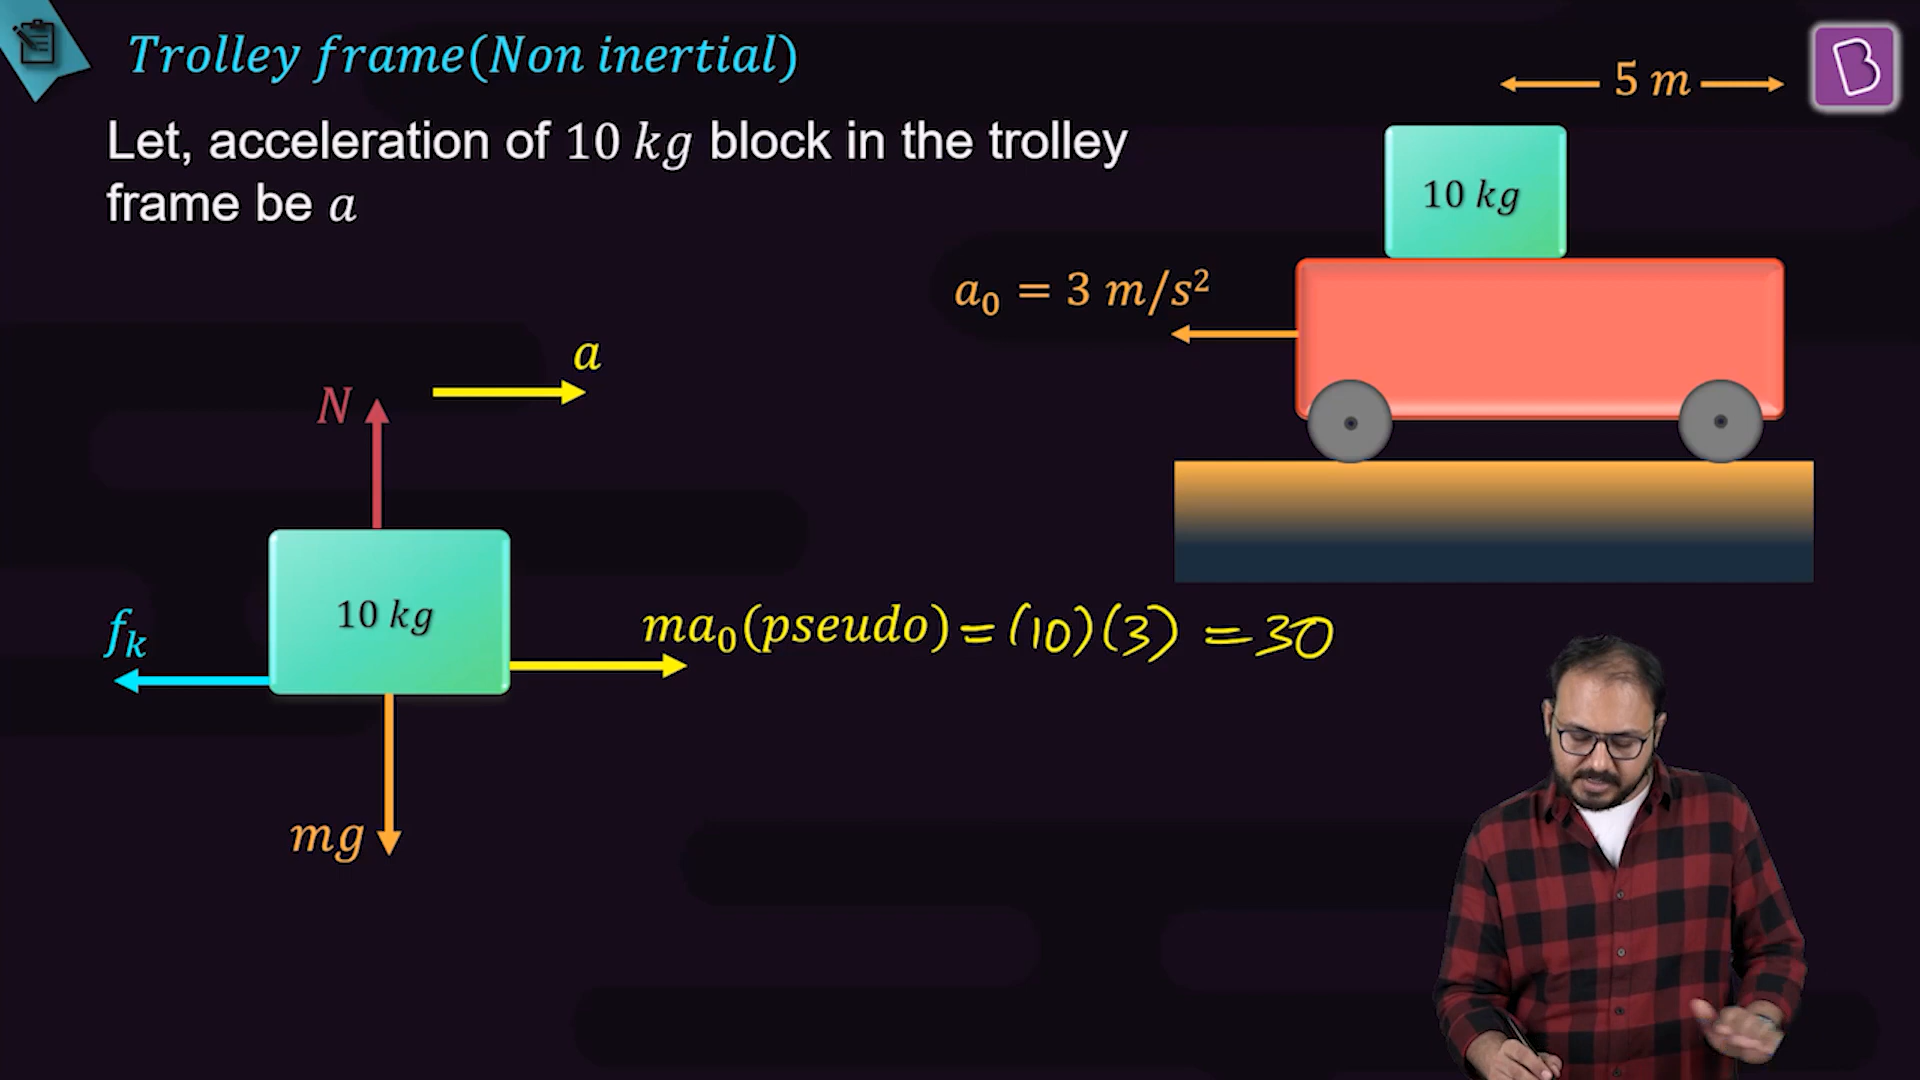 Trolley frame(Non inertial)
5 m
B
Let, acceleration of 10 kg block in the trolley
frame be a
10 kg
a₀ = 3 m/s²
a
N
10 kg
fₖ
ma₀(pseudo) = (10)(3) = 30
mg